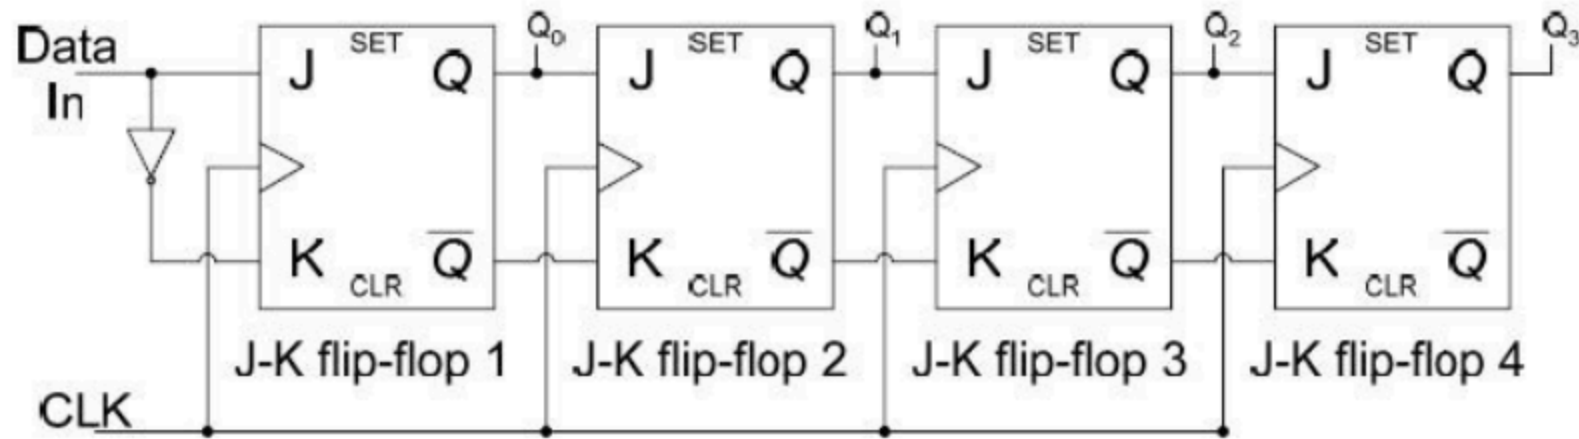 Data
In
SET
J Q
K Q̅
CLR
J-K flip-flop 1
Q₀
SET
J Q
K Q̅
CLR
J-K flip-flop 2
Q₁
SET
J Q
K Q̅
CLR
J-K flip-flop 3
Q₂
SET
J Q
K Q̅
CLR
J-K flip-flop 4
Q₃
CLK